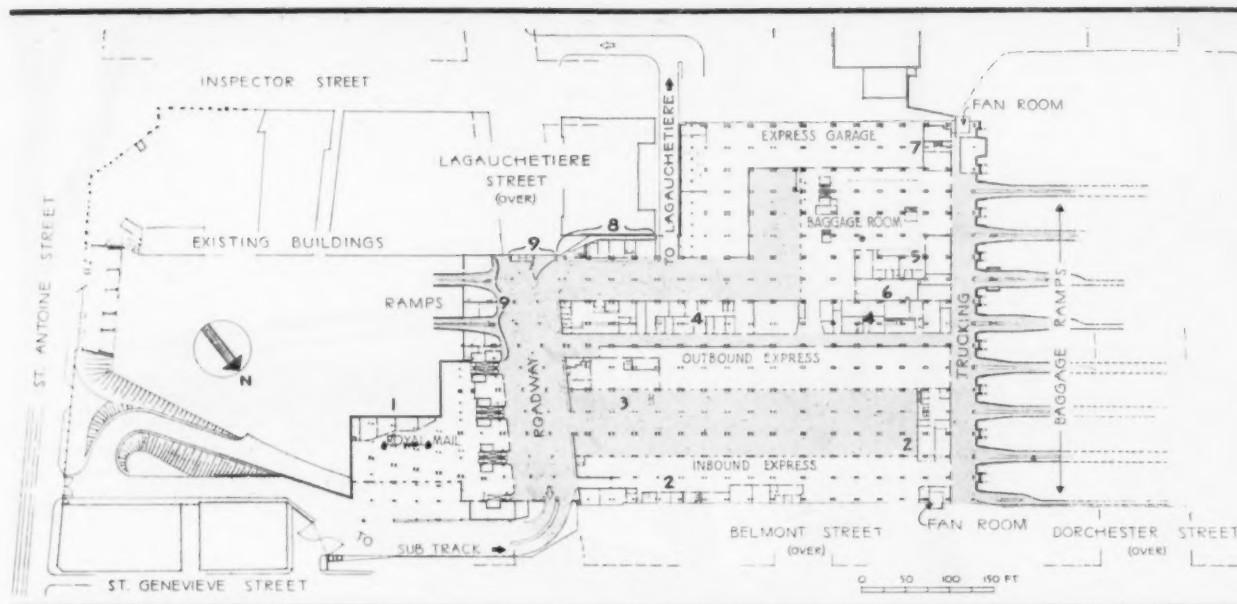 INSPECTOR STREET
LAGAUCHETIERE
STREET
(OVER)
TO LAGAUCHETIERE
EXPRESS GARAGE
FAN ROOM
7
ST. ANTOINE STREET
EXISTING BUILDINGS
9
8
BAGGAGE ROOM
5
6
RAMPS
9
4
4
N
ROADWAY
OUTBOUND EXPRESS
TRUCKING
BAGGAGE RAMPS
1
ROYAL MAIL
3
2
INBOUND EXPRESS
2
TO
SUB TRACK
BELMONT STREET
(OVER)
FAN ROOM
DORCHESTER STREET
(OVER)
ST. GENEVIEVE STREET
0 50 100 150 FT